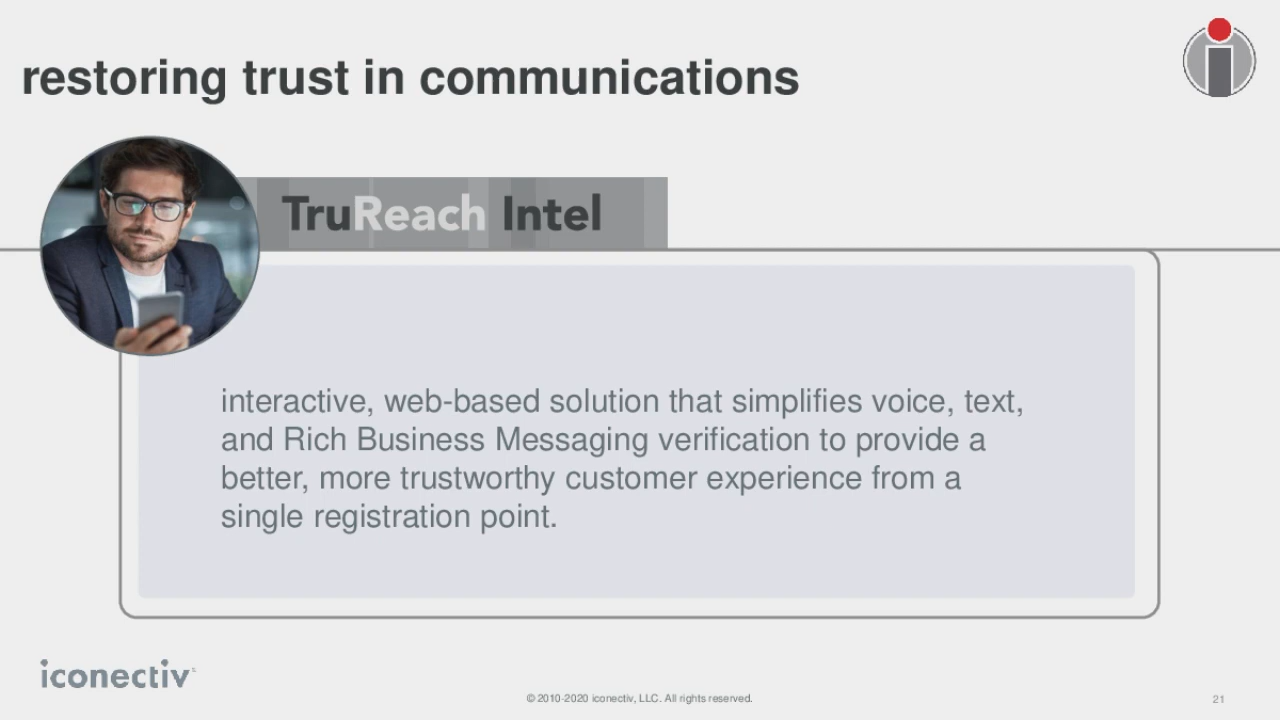 restoring trust in communications
TruReach Intel
interactive, web-based solution that simplifies voice, text,
and Rich Business Messaging verification to provide a
better, more trustworthy customer experience from a
single registration point.
iconectiv
© 2010-2020 iconectiv, LLC. All rights reserved.
21